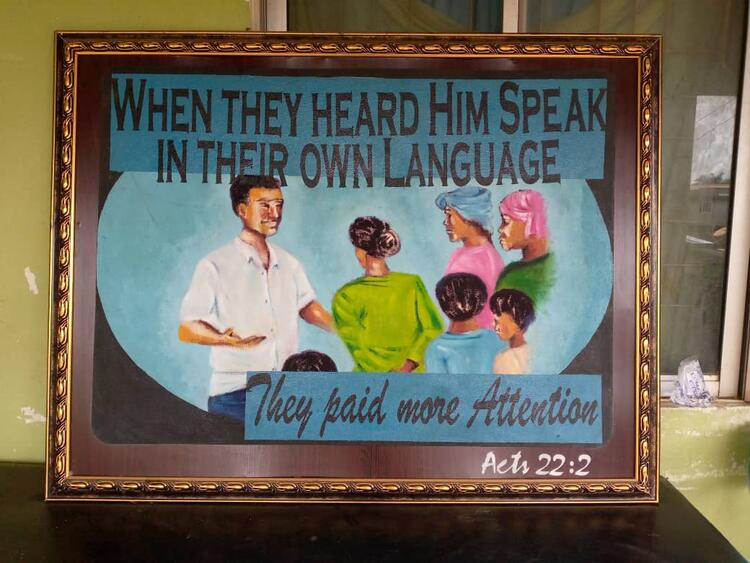 WHEN THEY HEARD HIM SPEAK
IN THEIR OWN LANGUAGE
They paid more Attention
Acts 22:2